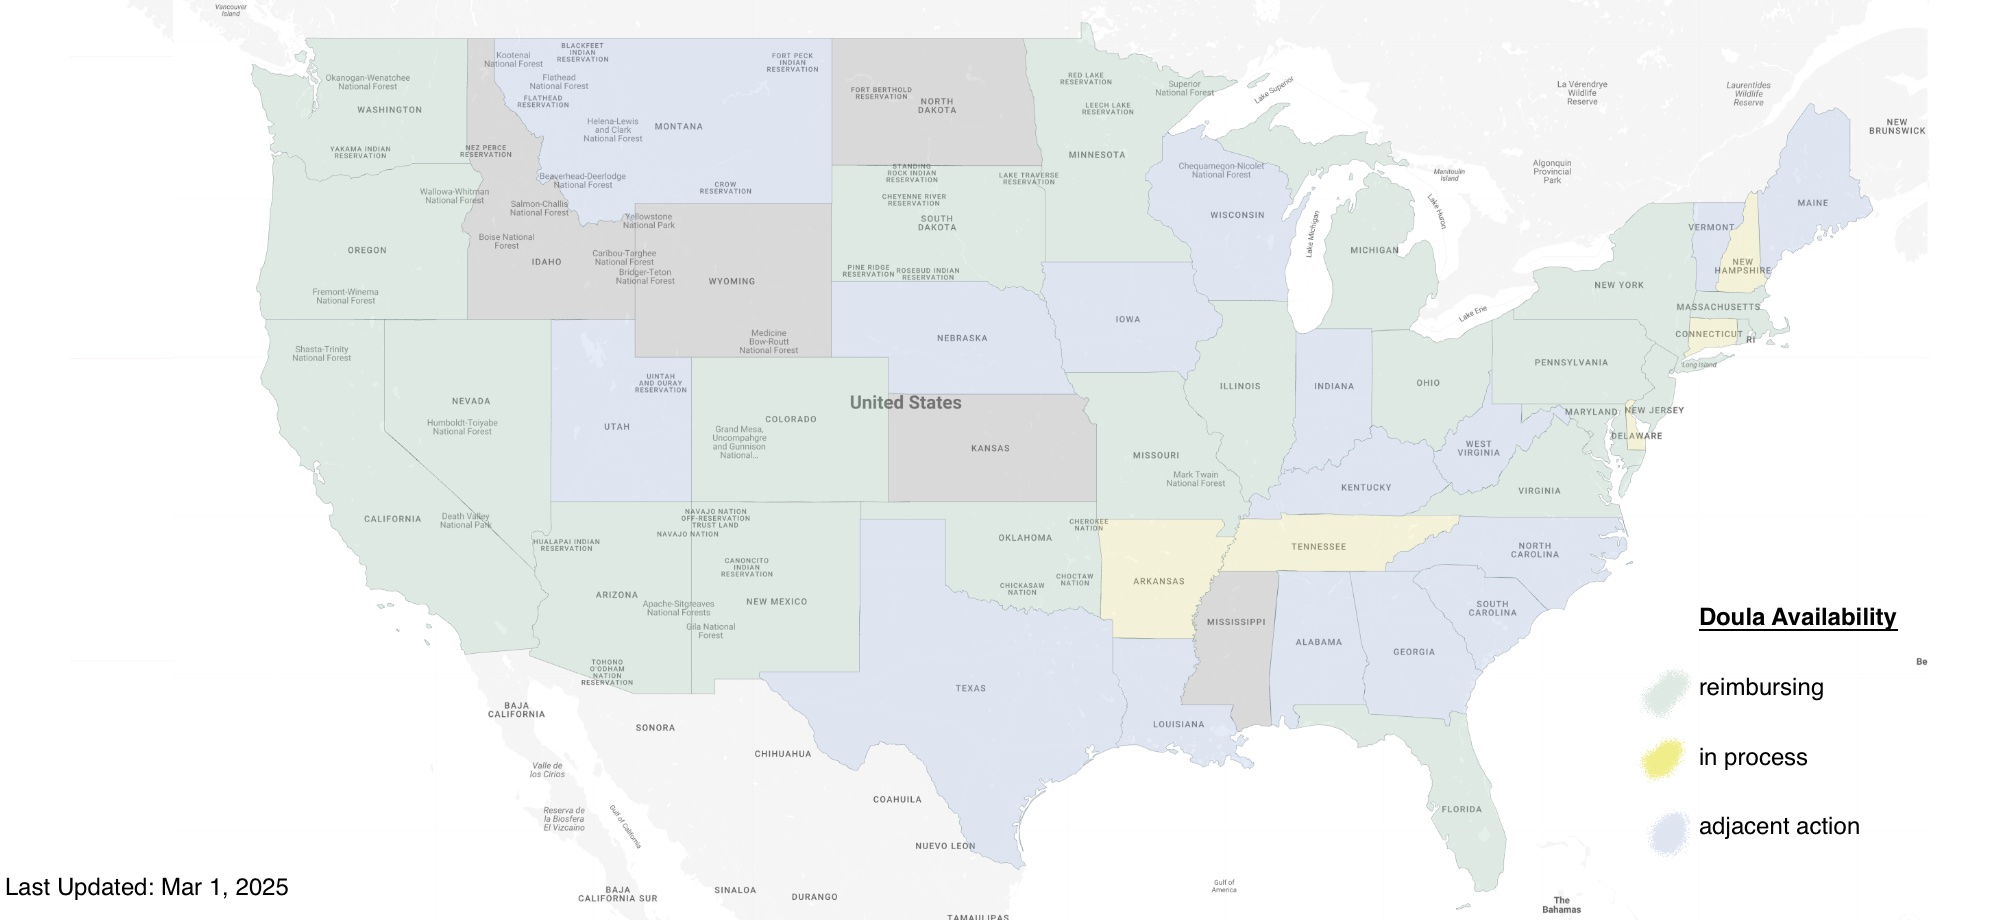 Vancouver
Island
Okanogan-Wenatchee
National Forest
WASHINGTON
YAKAMA INDIAN
RESERVATION
Kootenai
National Forest
BLACKFEET
INDIAN
RESERVATION
Flathead
National Forest
FLATHEAD
RESERVATION
FORT PECK
INDIAN
RESERVATION
Helena-Lewis
and Clark
National Forest
MONTANA
NEZ PERCE
RESERVATION
Beaverhead-Deerlodge
National Forest
CROW
RESERVATION
FORT BERTHOLD
RESERVATION
NORTH
DAKOTA
RED LAKE
RESERVATION
LEECH LAKE
RESERVATION
Superior
National Forest
MINNESOTA
Lake Superior
La Vérendrye
Wildlife
Reserve
Laurentides
Wildlife
Reserve
NEW
BRUNSWICK
Algonquin
Provincial
Park
Manitoulin
Island
Lake Huron
Lake Michigan
Lake Erie
Wallowa-Whitman
National Forest
Salmon-Challis
National Forest
Yellowstone
National Park
Boise National
Forest
IDAHO
Caribou-Targhee
National Forest
Bridger-Teton
National Forest
WYOMING
Medicine
Bow-Routt
National Forest
OREGON
Fremont-Winema
National Forest
STANDING
ROCK INDIAN
RESERVATION
LAKE TRAVERSE
RESERVATION
CHEYENNE RIVER
RESERVATION
SOUTH
DAKOTA
PINE RIDGE
RESERVATION
ROSEBUD INDIAN
RESERVATION
Chequamegon-Nicolet
National Forest
WISCONSIN
MICHIGAN
MAINE
VERMONT
NEW
HAMPSHIRE
NEW YORK
MASSACHUSETTS
CONNECTICUT
RI
Long Island
Shasta-Trinity
National Forest
NEVADA
Humboldt-Toiyabe
National Forest
UINTAH
AND OURAY
RESERVATION
UTAH
COLORADO
Grand Mesa,
Uncompahgre
and Gunnison
National...
United States
NEBRASKA
IOWA
KANSAS
MISSOURI
Mark Twain
National Forest
ILLINOIS
INDIANA
OHIO
PENNSYLVANIA
MARYLAND
NEW JERSEY
DELAWARE
WEST
VIRGINIA
VIRGINIA
KENTUCKY
CALIFORNIA
Death Valley
National Park
HUALAPAI INDIAN
RESERVATION
NAVAJO NATION
OFF-RESERVATION
TRUST LAND
NAVAJO NATION
CANONCITO
INDIAN
RESERVATION
ARIZONA
Apache-Sitgreaves
National Forests
NEW MEXICO
Gila National
Forest
TOHONO
O'ODHAM
NATION
RESERVATION
CHEROKEE
NATION
OKLAHOMA
CHICKASAW
NATION
CHOCTAW
NATION
ARKANSAS
TENNESSEE
NORTH
CAROLINA
SOUTH
CAROLINA
MISSISSIPPI
ALABAMA
GEORGIA
TEXAS
LOUISIANA
FLORIDA
BAJA
CALIFORNIA
SONORA
CHIHUAHUA
Valle de
los Cirios
Reserva de
la Biosfera
El Vizcaíno
Gulf of California
COAHUILA
NUEVO LEON
BAJA
CALIFORNIA SUR
SINALOA
DURANGO
TAMAULIPAS
Gulf of
America
The
Bahamas
Be
Doula Availability
reimbursing
in process
adjacent action
Last Updated: Mar 1, 2025